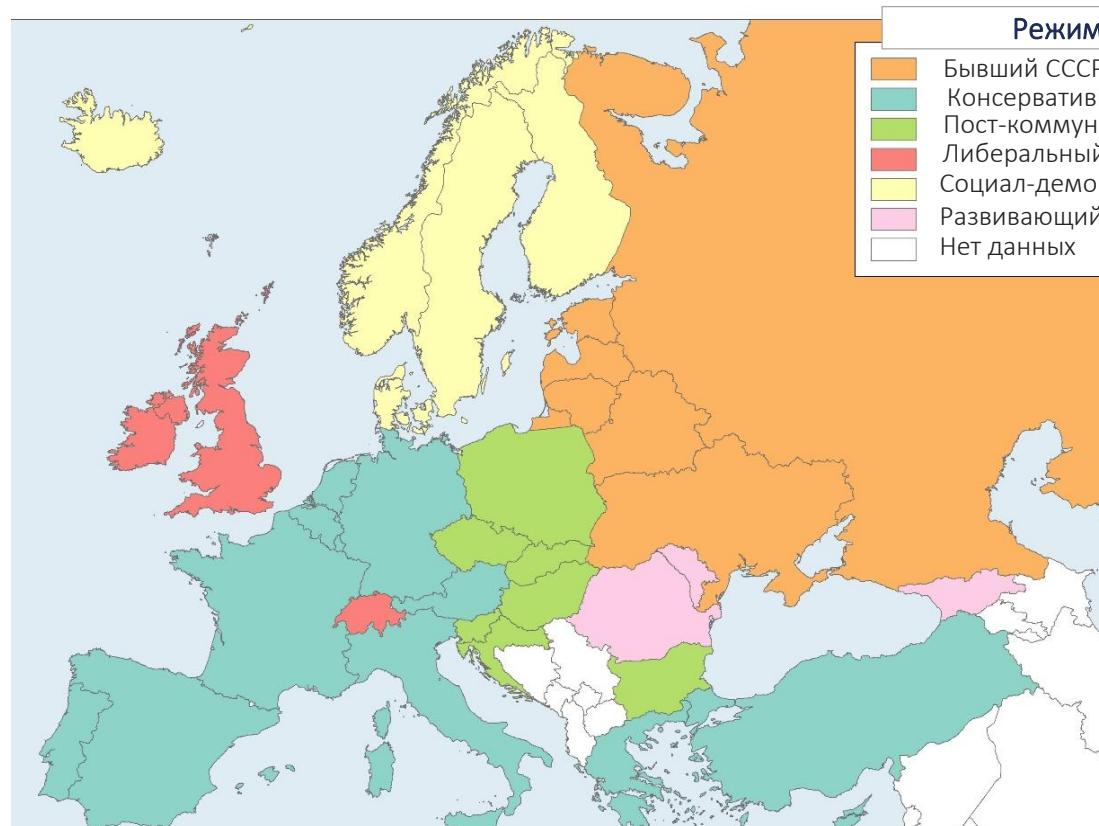 Режим
Бывший СССР
Консерватив
Пост-коммун
Либеральный
Социал-демо
Развивающий
Нет данных